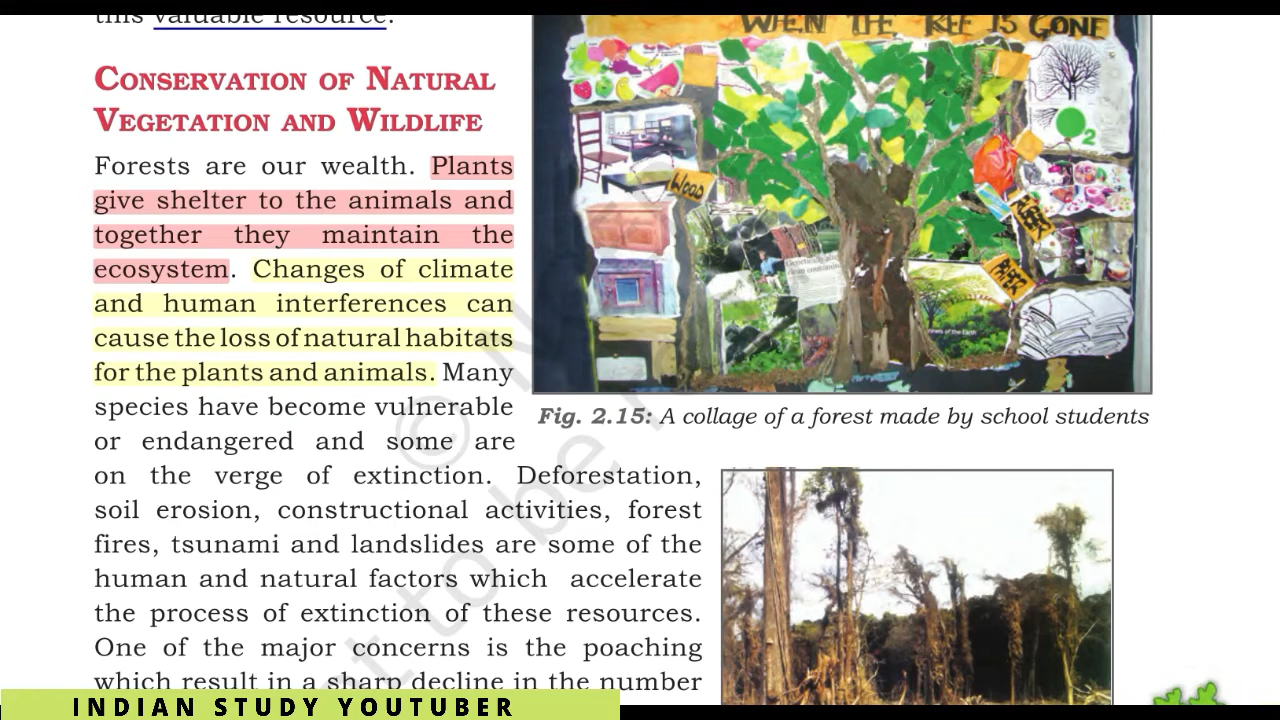 this valuable resource.
CONSERVATION OF NATURAL
VEGETATION AND WILDLIFE
Forests are our wealth. Plants
give shelter to the animals and
together they maintain the
ecosystem. Changes of climate
and human interferences can
cause the loss of natural habitats
for the plants and animals. Many
species have become vulnerable
or endangered and some are
on the verge of extinction. Deforestation,
soil erosion, constructional activities, forest
fires, tsunami and landslides are some of the
human and natural factors which accelerate
the process of extinction of these resources.
One of the major concerns is the poaching
which result in a sharp decline in the number
WHEN THE TREE IS GONE
WOOD
2
Fig. 2.15: A collage of a forest made by school students
INDIAN STUDY YOUTUBER